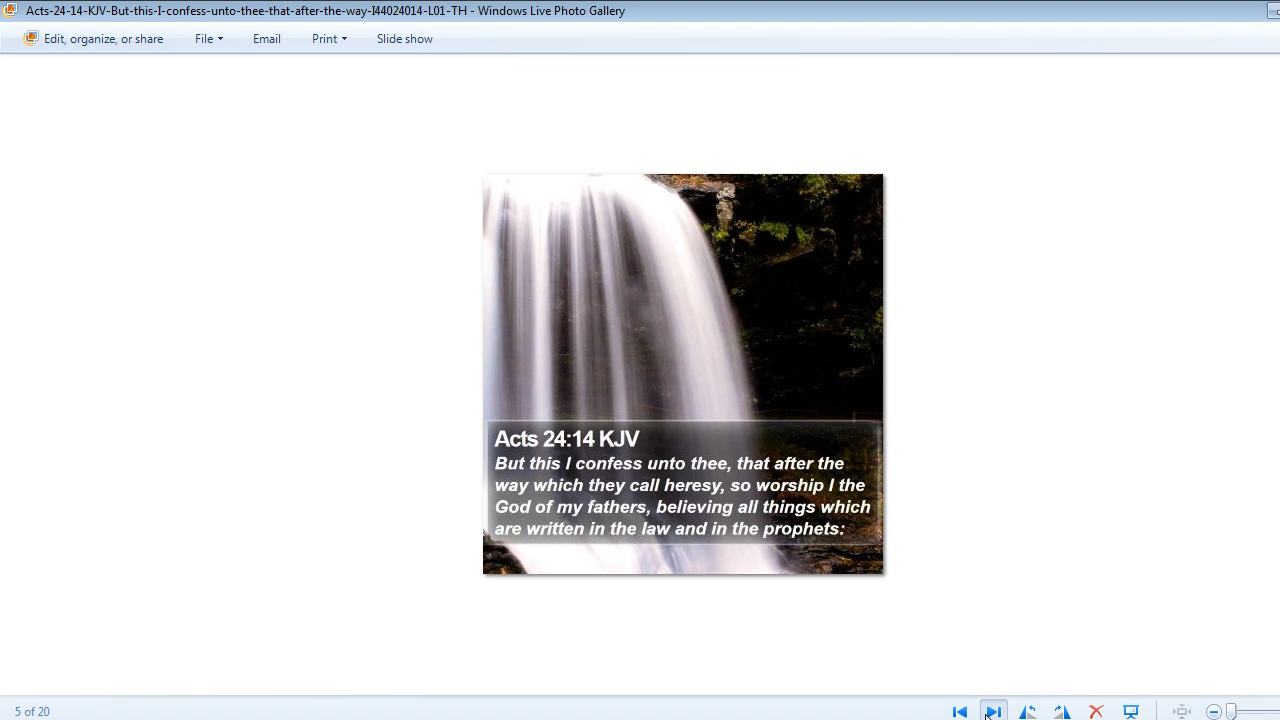 Acts-24-14-KJV-But-this-I-confess-unto-thee-that-after-the-way-I44024014-L01-TH - Windows Live Photo Gallery
Edit, organize, or share File Email Print Slide show
Acts 24:14 KJV
But this I confess unto thee, that after the
way which they call heresy, so worship I the
God of my fathers, believing all things which
are written in the law and in the prophets:
5 of 20